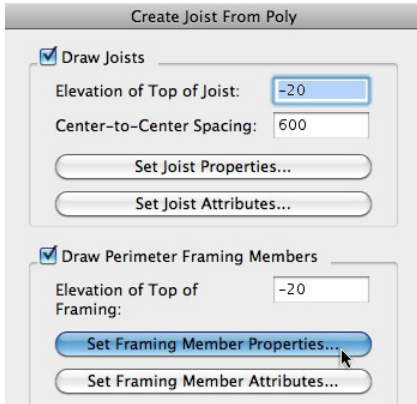 Create Joist From Poly
Draw Joists
Elevation of Top of Joist: -20
Center-to-Center Spacing: 600
Set Joist Properties...
Set Joist Attributes...
Draw Perimeter Framing Members
Elevation of Top of -20
Framing:
Set Framing Member Properties...
Set Framing Member Attributes...